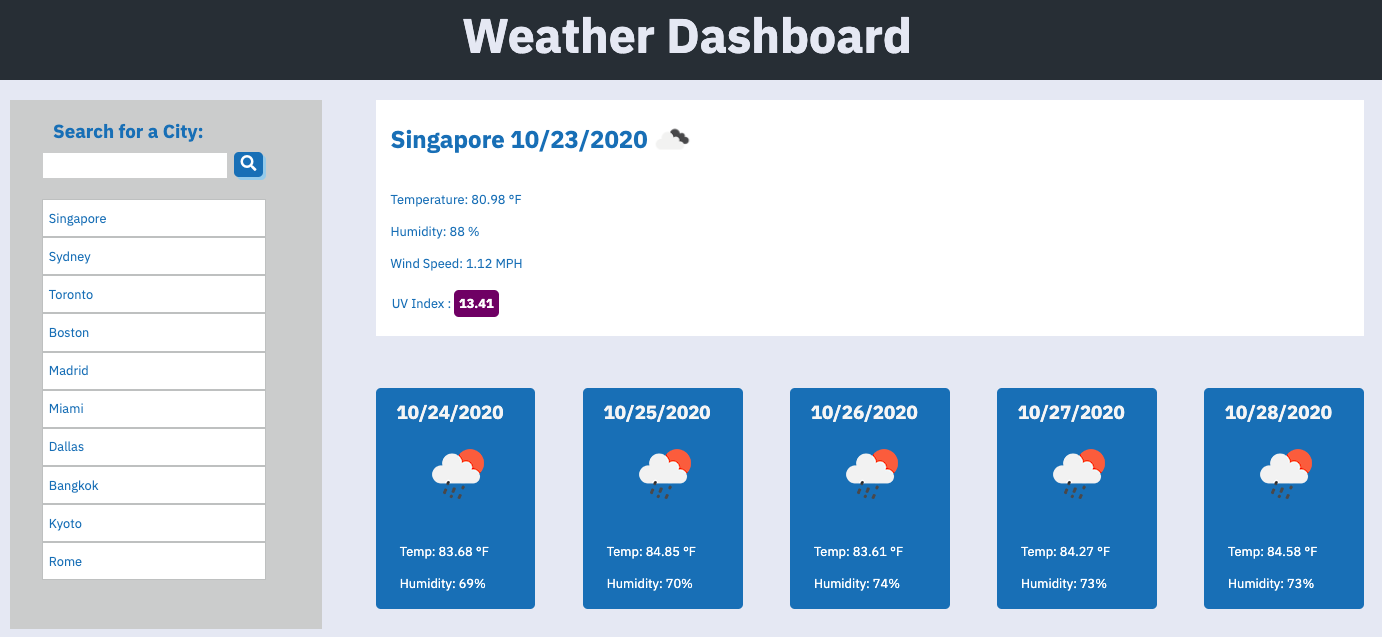 Weather Dashboard
Search for a City:
Singapore
Sydney
Toronto
Boston
Madrid
Miami
Dallas
Bangkok
Kyoto
Rome
Singapore 10/23/2020
Temperature: 80.98 °F
Humidity: 88 %
Wind Speed: 1.12 MPH
UV Index : 13.41
10/24/2020
Temp: 83.68 °F
Humidity: 69%
10/25/2020
Temp: 84.85 °F
Humidity: 70%
10/26/2020
Temp: 83.61 °F
Humidity: 74%
10/27/2020
Temp: 84.27 °F
Humidity: 73%
10/28/2020
Temp: 84.58 °F
Humidity: 73%